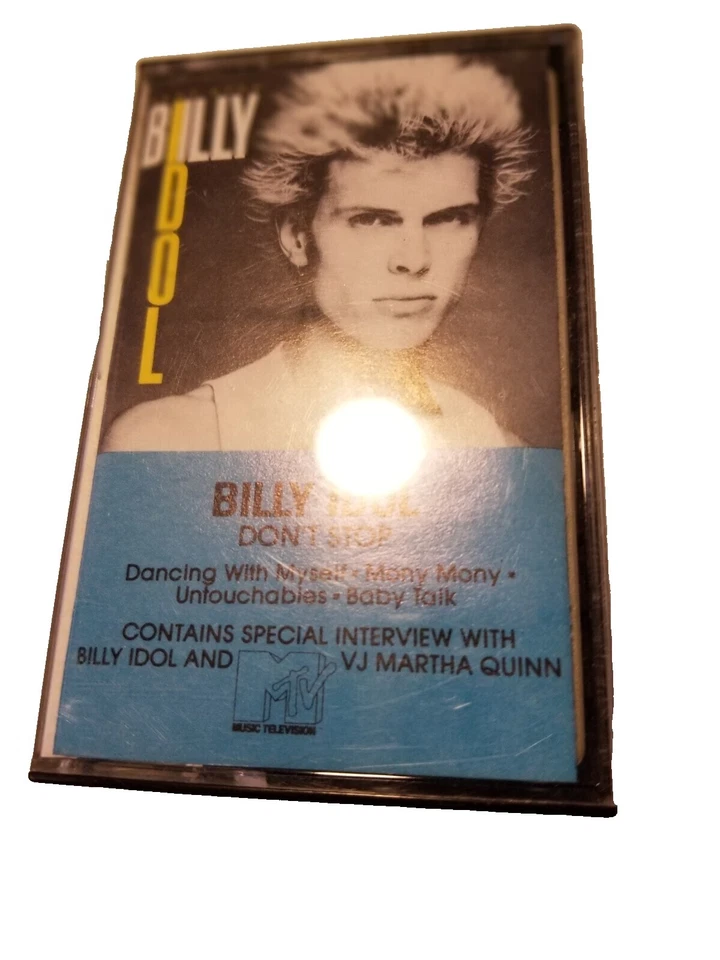 BILLY
IDOL
BILLY IDOL
DON'T STOP
Dancing With Myself • Mony Mony •
Untouchables • Baby Talk
CONTAINS SPECIAL INTERVIEW WITH
BILLY IDOL AND MTV VJ MARTHA QUINN
MUSIC TELEVISION